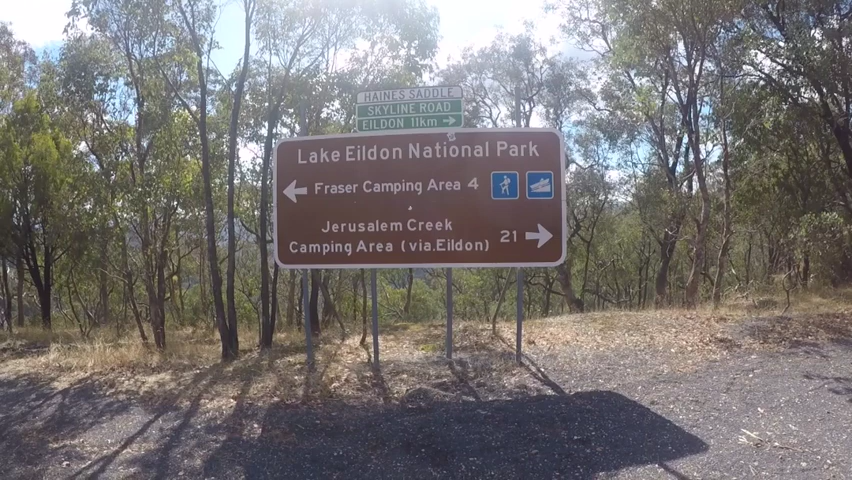 HAINES SADDLE
SKYLINE ROAD
EILDON 11km
Lake Eildon National Park
Fraser Camping Area 4
Jerusalem Creek
Camping Area (via.Eildon) 21